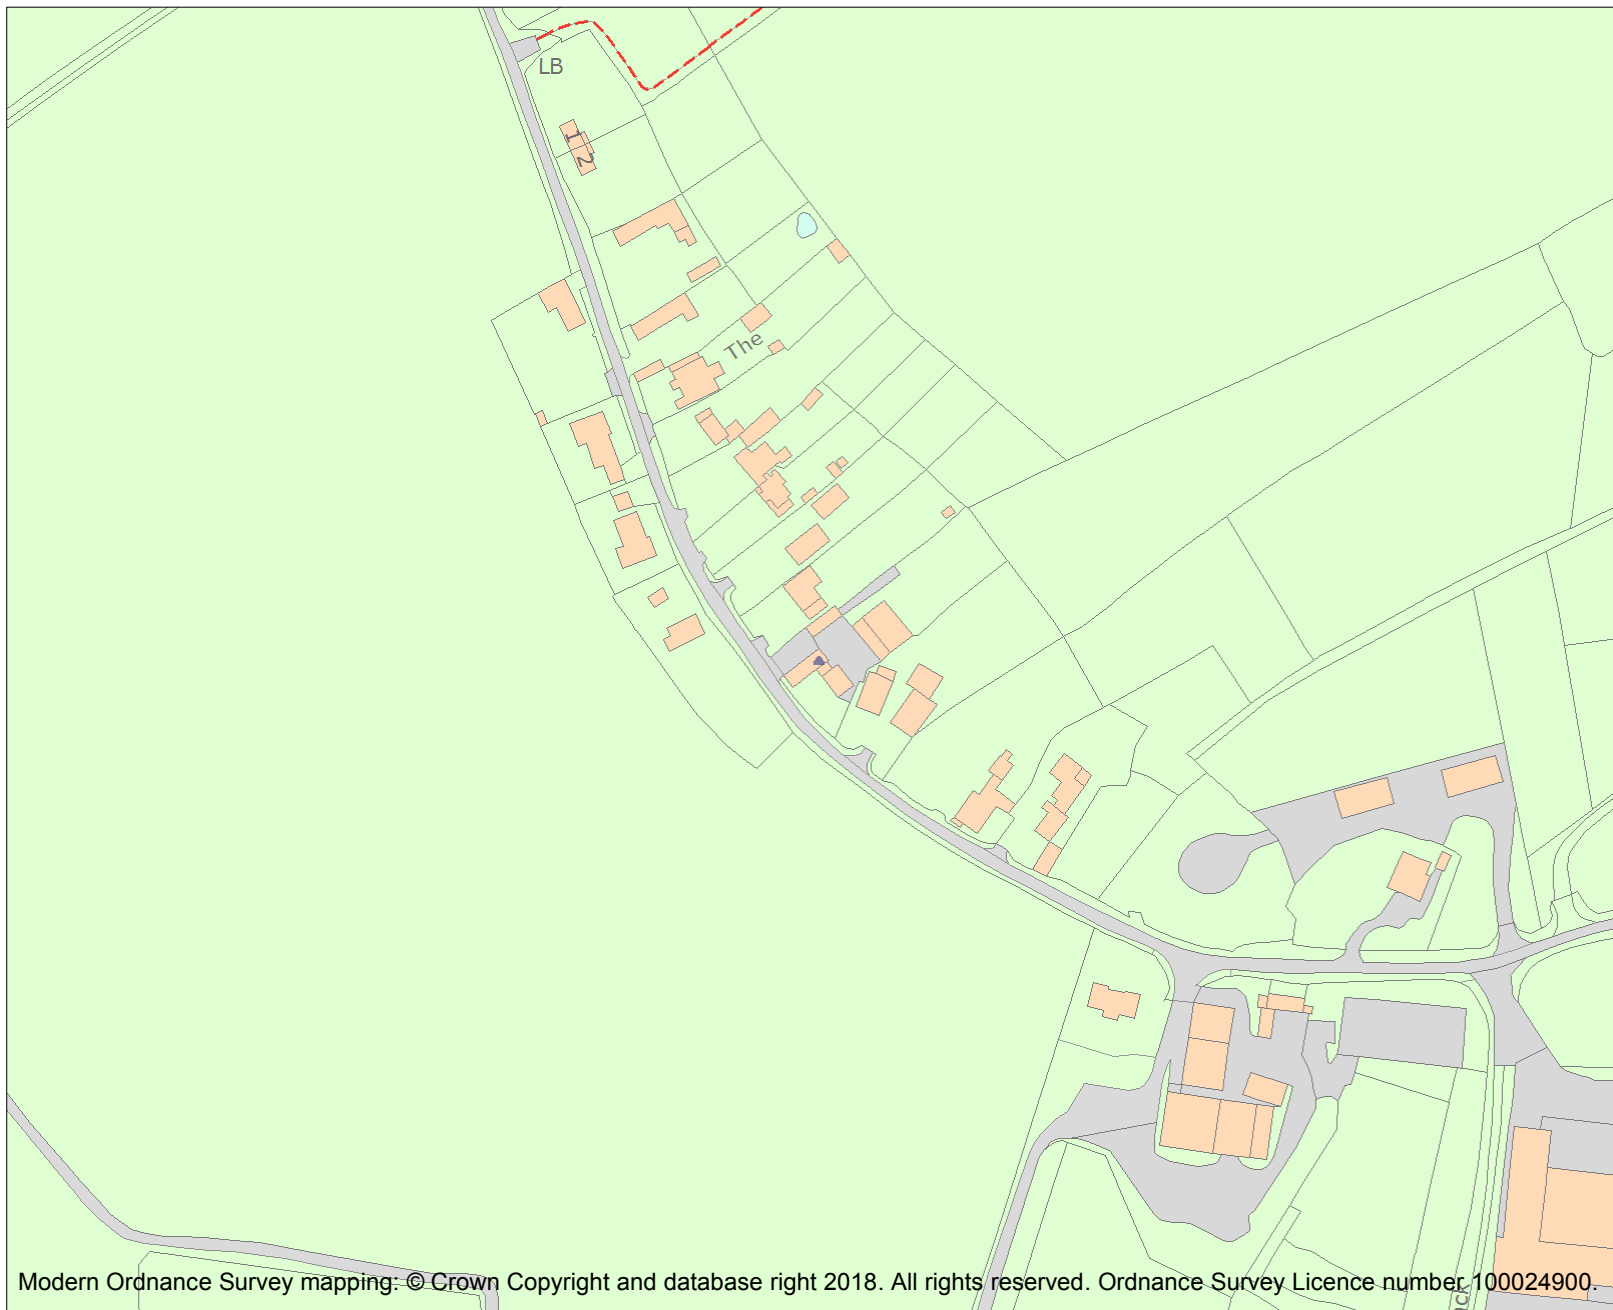 LB
1
2
The
Modern Ordnance Survey mapping: © Crown Copyright and database right 2018. All rights reserved. Ordnance Survey Licence number 100024900.